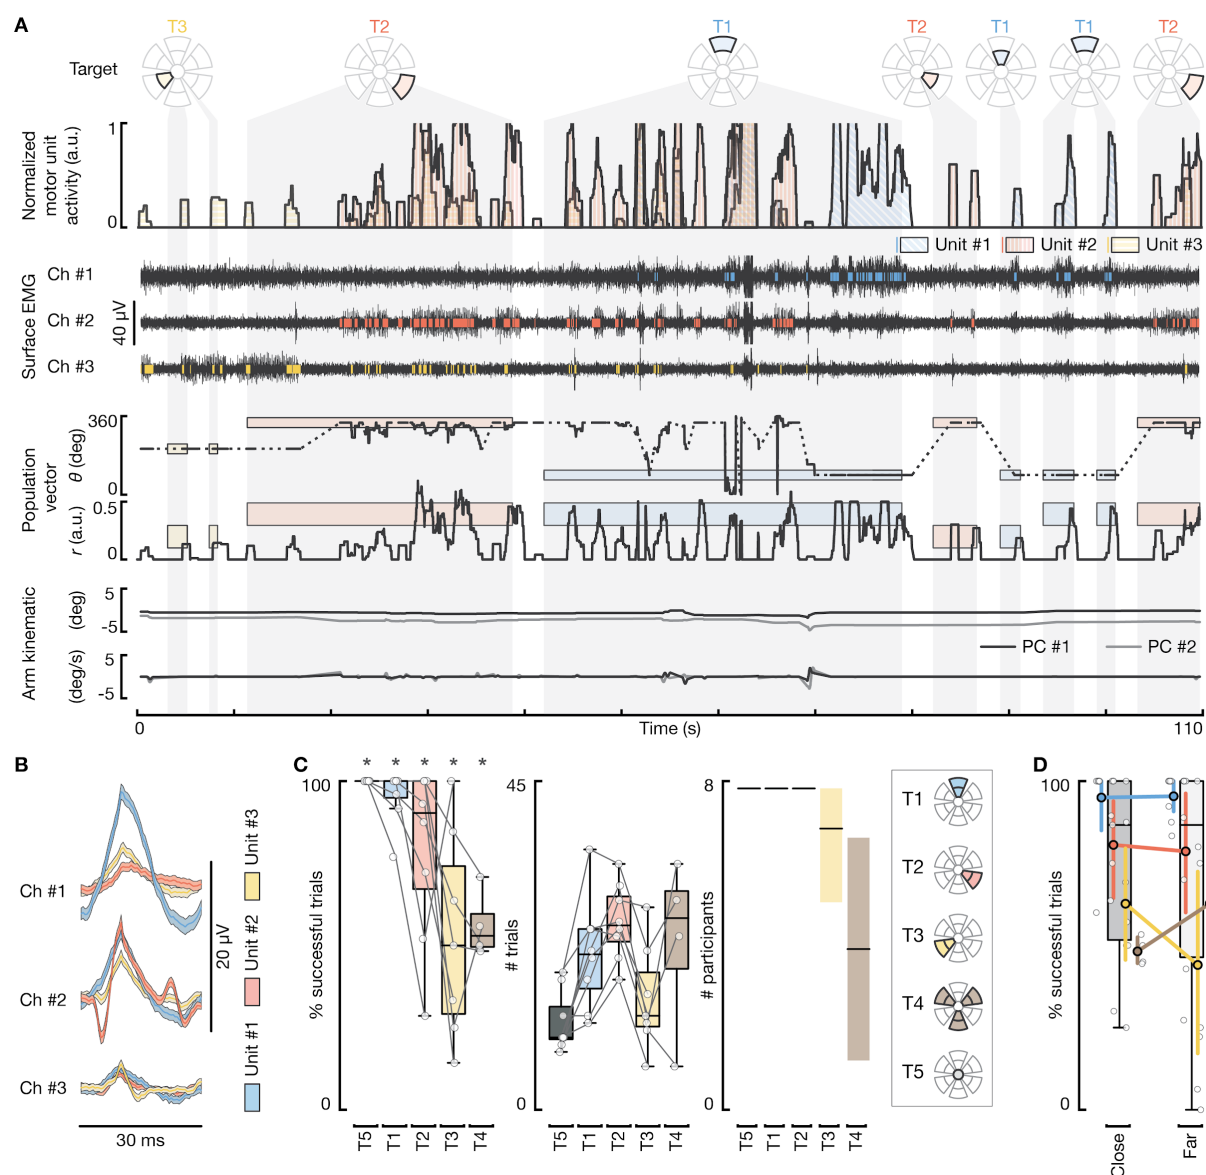 A
T3 T2 T1 T2 T1 T1 T2
Target
Normalized
motor unit
activity (a.u.)
1
0
Unit #1 Unit #2 Unit #3
Surface EMG
40 µV
Ch #1
Ch #2
Ch #3
Population
vector
θ (deg)
360
0
r (a.u.)
0.5
0
Arm kinematic
(deg)
5
-5
PC #1 PC #2
(deg/s)
5
-5
0 Time (s) 110
B
Ch #1
Ch #2
Ch #3
20 µV
Unit #3
Unit #2
Unit #1
30 ms
C
* * * * *
% successful trials
100
0
T5 T1 T2 T3 T4
# trials
45
0
T5 T1 T2 T3 T4
# participants
8
0
T5 T1 T2 T3 T4
T1
T2
T3
T4
T5
D
% successful trials
100
0
Close Far